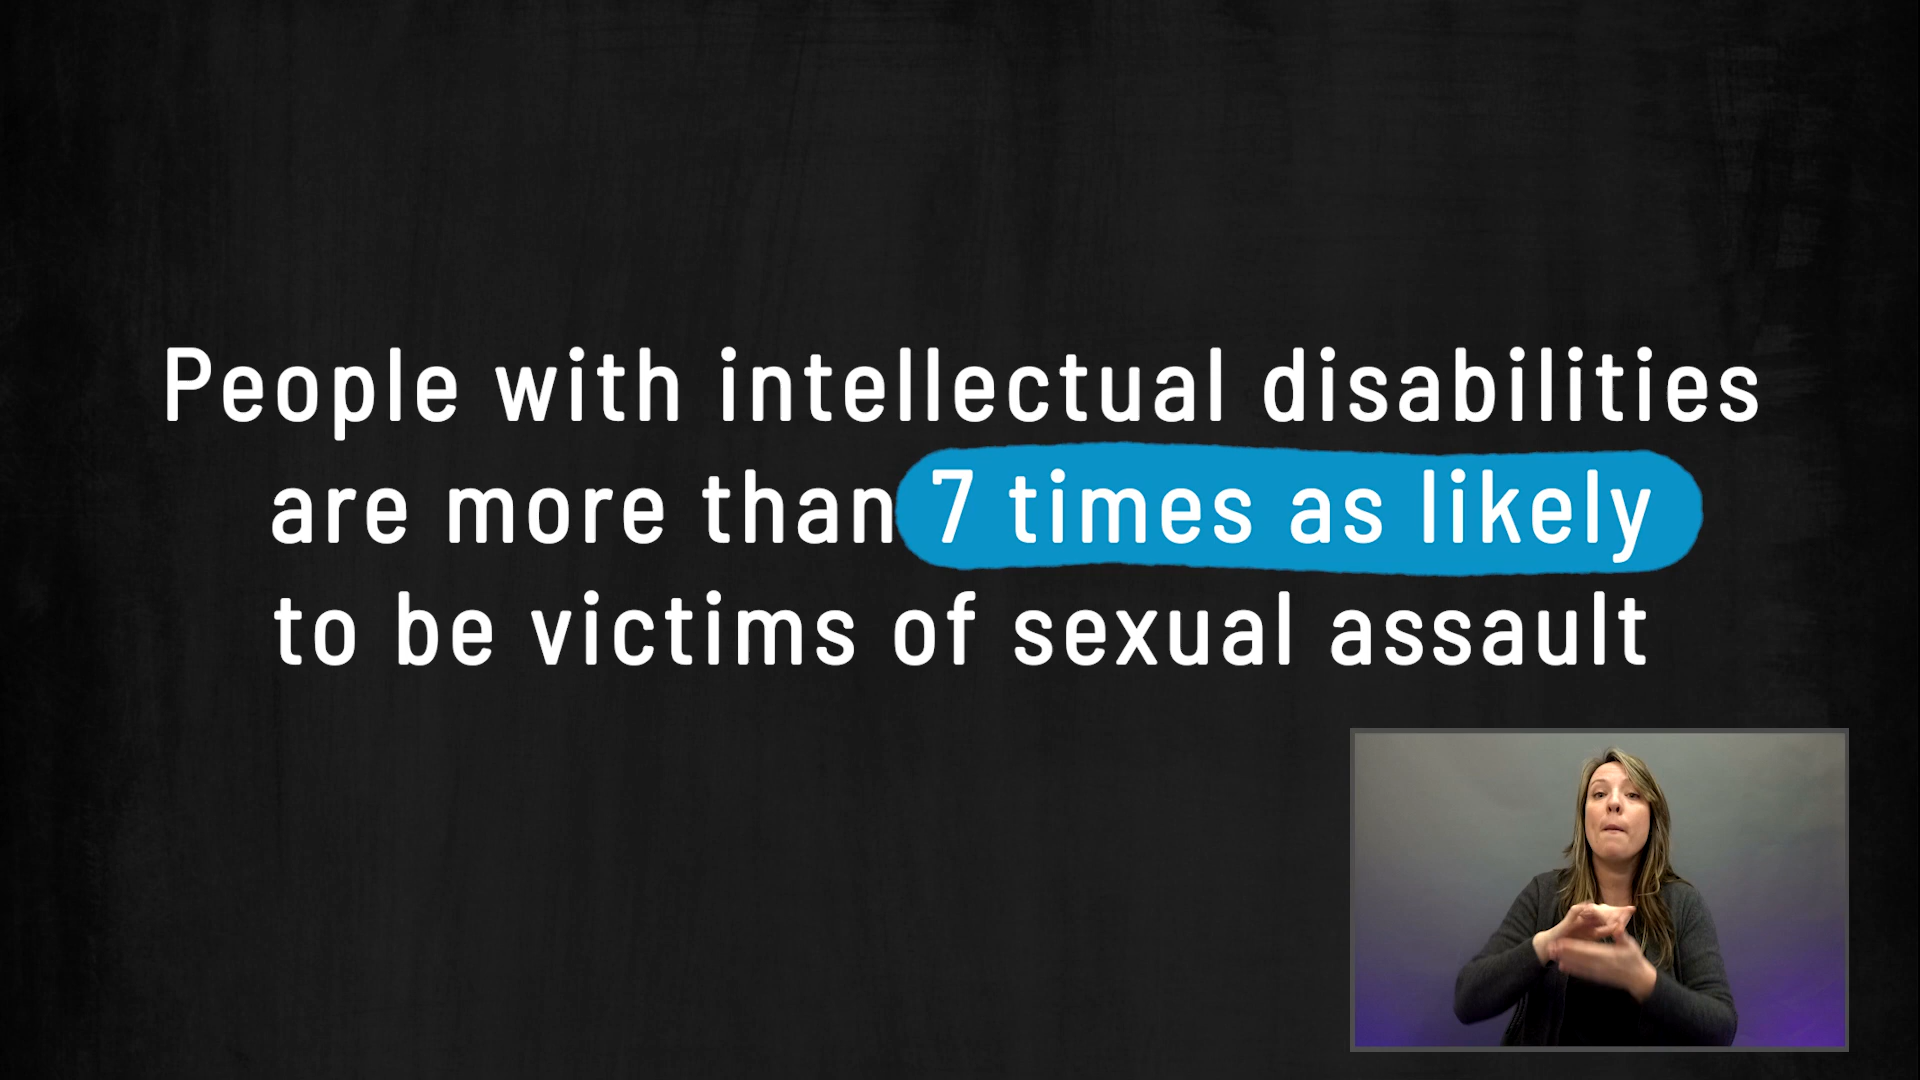 People with intellectual disabilities
are more than 7 times as likely
to be victims of sexual assault